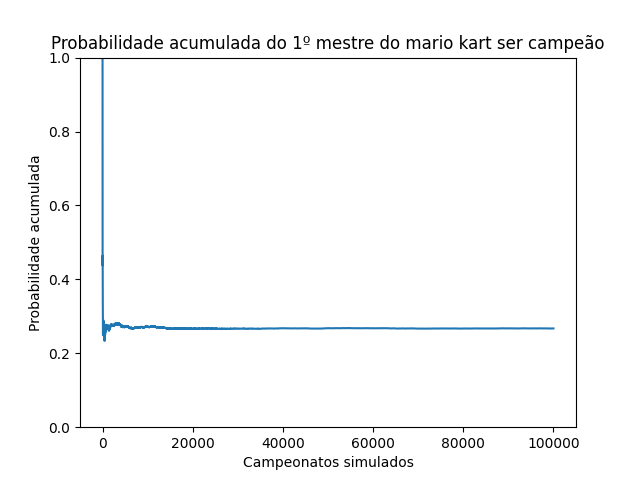 Probabilidade acumulada do 1º mestre do mario kart ser campeão
1.0
0.8
0.6
0.4
0.2
0.0
Probabilidade acumulada
0 20000 40000 60000 80000 100000
Campeonatos simulados